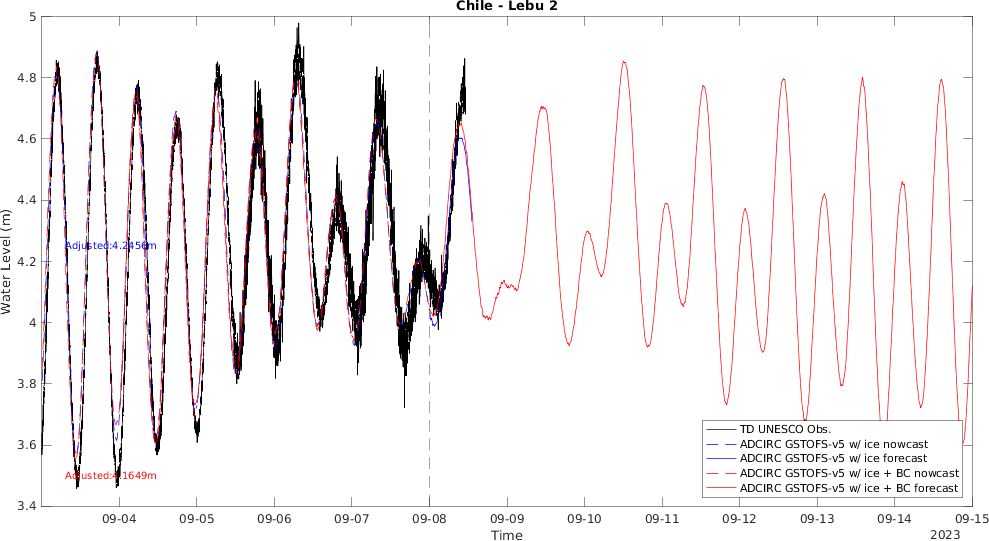 Chile - Lebu 2
5
4.8
4.6
4.4
4.2
4
3.8
3.6
3.4
Water Level (m)
Adjusted:4.2456m
Adjusted:4.1649m
TD UNESCO Obs.
ADCIRC GSTOFS-v5 w/ ice nowcast
ADCIRC GSTOFS-v5 w/ ice forecast
ADCIRC GSTOFS-v5 w/ ice + BC nowcast
ADCIRC GSTOFS-v5 w/ ice + BC forecast
09-04 09-05 09-06 09-07 09-08 09-09 09-10 09-11 09-12 09-13 09-14 09-15
Time
2023